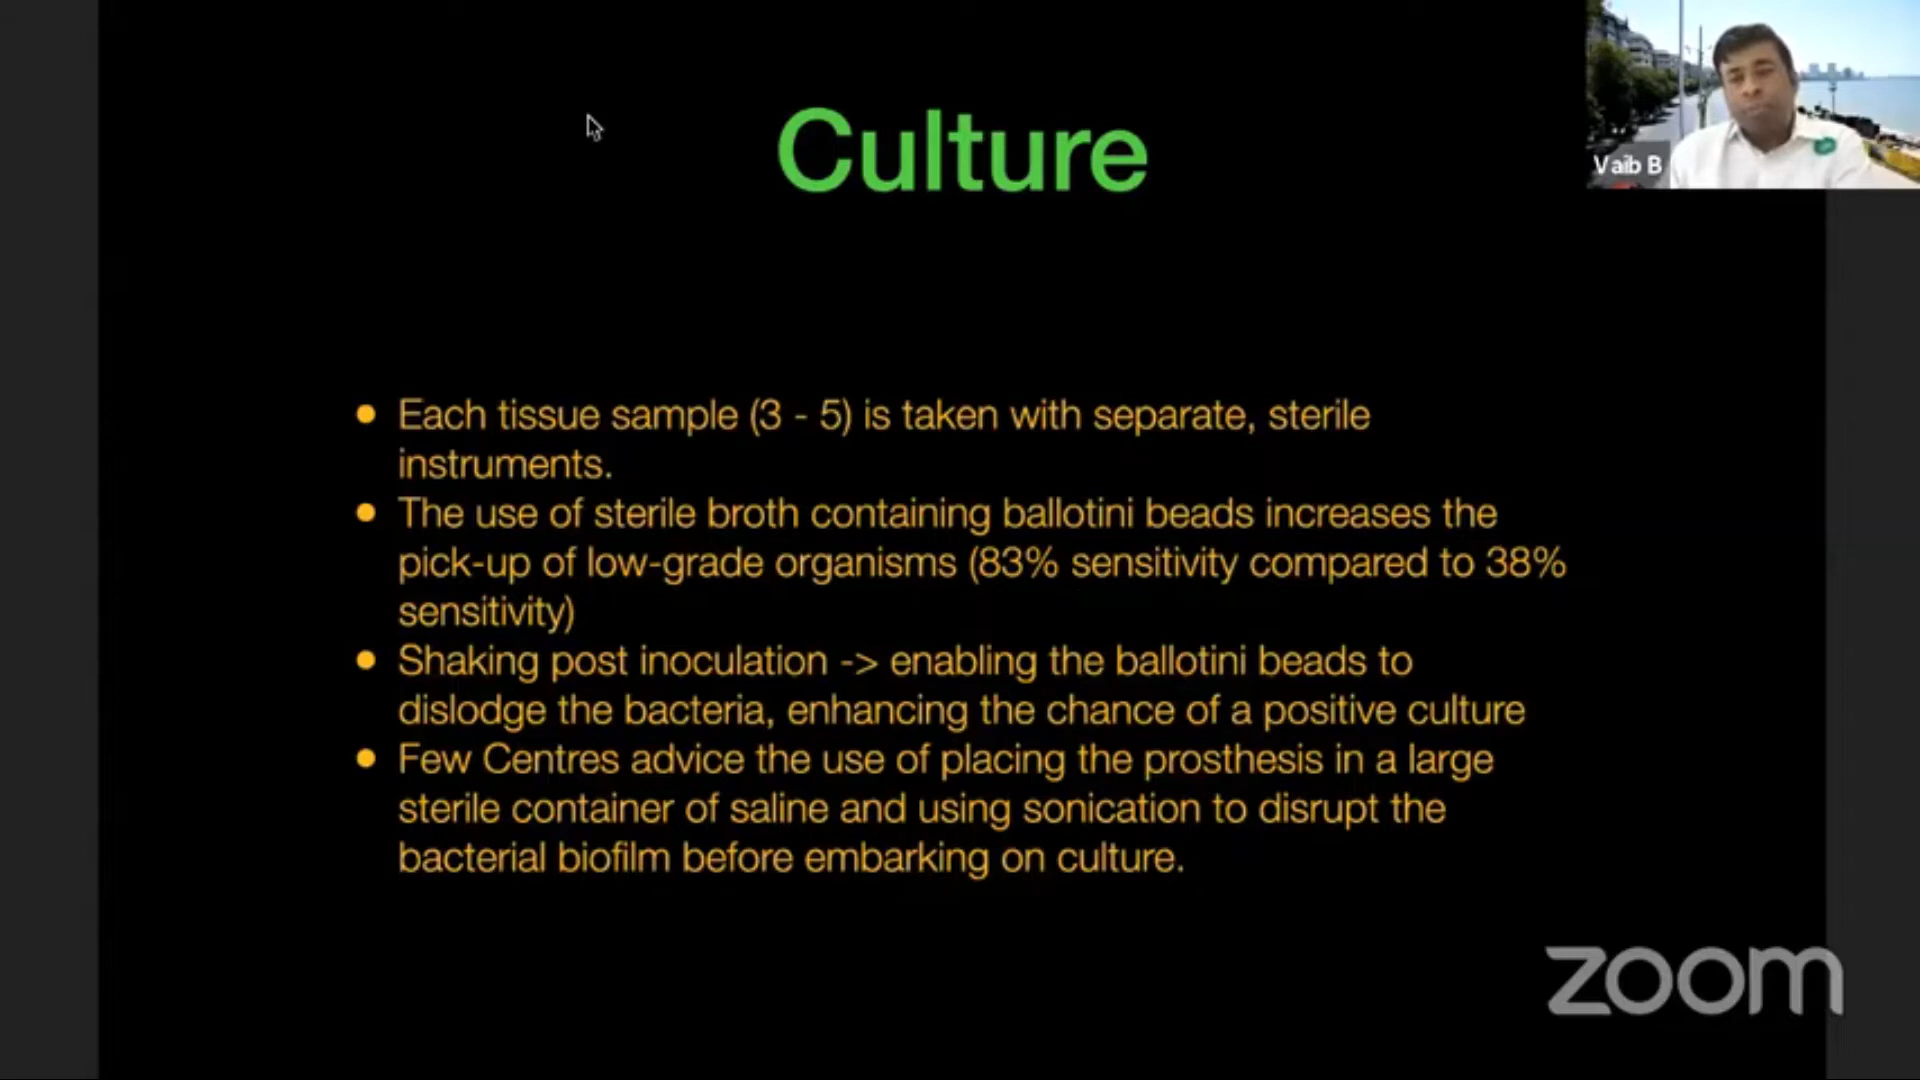 Culture
Vaib B
• Each tissue sample (3 - 5) is taken with separate, sterile
instruments.
• The use of sterile broth containing ballotini beads increases the
pick-up of low-grade organisms (83% sensitivity compared to 38%
sensitivity)
• Shaking post inoculation -> enabling the ballotini beads to
dislodge the bacteria, enhancing the chance of a positive culture
• Few Centres advice the use of placing the prosthesis in a large
sterile container of saline and using sonication to disrupt the
bacterial biofilm before embarking on culture.
zoom